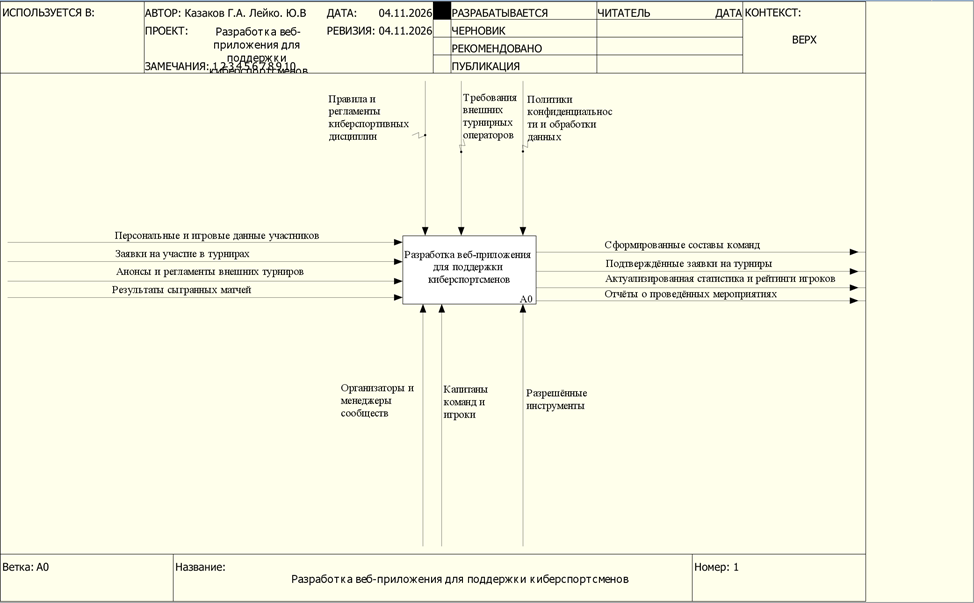 ИСПОЛЬЗУЕТСЯ В:
АВТОР: Казаков Г.А. Лейко. Ю.В
ДАТА: 04.11.2026
РАЗРАБАТЫВАЕТСЯ
ЧИТАТЕЛЬ
ДАТА
КОНТЕКСТ:
ПРОЕКТ:
Разработка веб-
приложения для
поддержки
киберспортсменов
РЕВИЗИЯ: 04.11.2026
ЧЕРНОВИК
ВЕРХ
РЕКОМЕНДОВАНО
ЗАМЕЧАНИЯ: 1 2 3 4 5 6 7 8 9 10
ПУБЛИКАЦИЯ
Правила и
регламенты
киберспортивных
дисциплин
Требования
внешних
турнирных
операторов
Политики
конфиденциальнос
ти и обработки
данных
Персональные и игровые данные участников
Заявки на участие в турнирах
Анонсы и регламенты внешних турниров
Результаты сыгранных матчей
Разработка веб-приложения
для поддержки
киберспортсменов
A0
Сформированные составы команд
Подтверждённые заявки на турниры
Актуализированная статистика и рейтинги игроков
Отчёты о проведённых мероприятиях
Организаторы и
менеджеры
сообществ
Капитаны
команд и
игроки
Разрешённые
инструменты
Ветка: A0
Название:
Разработка веб-приложения для поддержки киберспортсменов
Номер: 1